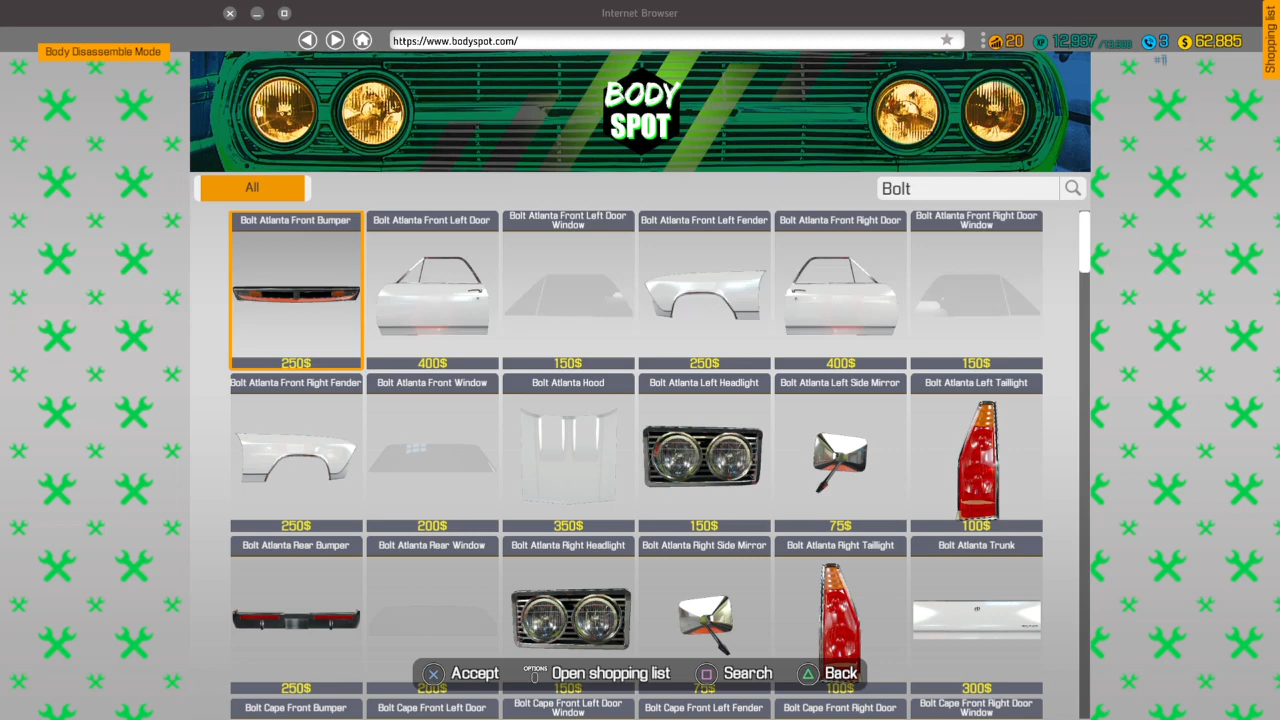 Internet Browser
https://www.bodyspot.com/
20
12,937/13,
3
62,885
#1
Shopping list
Body Disassemble Mode
BODY
SPOT
All
Bolt
Bolt Atlanta Front Bumper
Bolt Atlanta Front Left Door
Bolt Atlanta Front Left Door
Window
Bolt Atlanta Front Left Fender
Bolt Atlanta Front Right Door
Bolt Atlanta Front Right Door
Window
250$
400$
150$
250$
400$
150$
Bolt Atlanta Front Right Fender
Bolt Atlanta Front Window
Bolt Atlanta Hood
Bolt Atlanta Left Headlight
Bolt Atlanta Left Side Mirror
Bolt Atlanta Left Taillight
250$
200$
350$
150$
75$
100$
Bolt Atlanta Rear Bumper
Bolt Atlanta Rear Window
Bolt Atlanta Right Headlight
Bolt Atlanta Right Side Mirror
Bolt Atlanta Right Taillight
Bolt Atlanta Trunk
Accept
OPTIONS
Open shopping list
Search
Back
250$
200$
150$
75$
100$
300$
Bolt Cape Front Bumper
Bolt Cape Front Left Door
Bolt Cape Front Left Door
Window
Bolt Cape Front Left Fender
Bolt Cape Front Right Door
Bolt Cape Front Right Door
Window